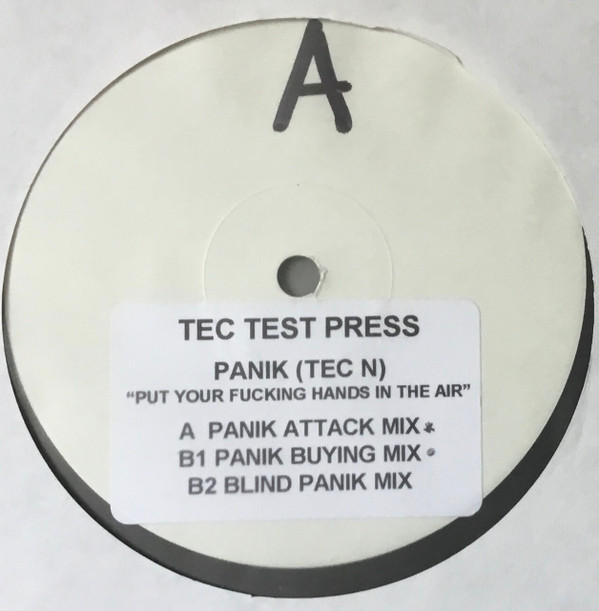 A
TEC TEST PRESS
PANIK (TEC N)
“PUT YOUR FUCKING HANDS IN THE AIR”
A PANIK ATTACK MIX *
B1 PANIK BUYING MIX
B2 BLIND PANIK MIX